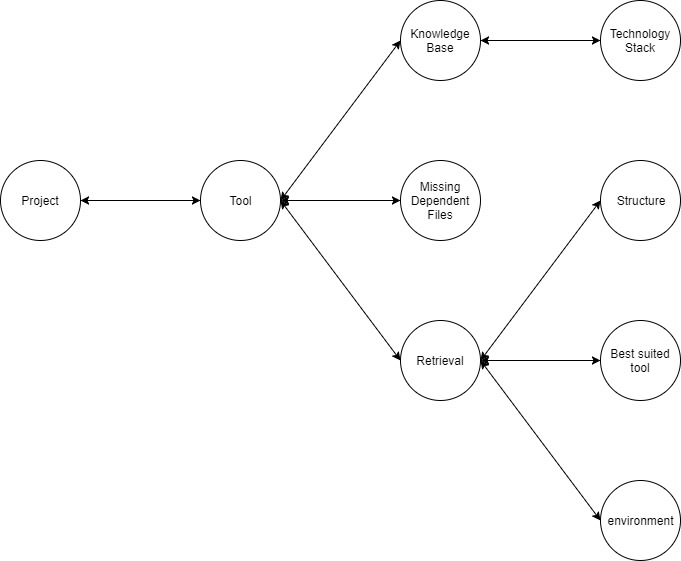 Knowledge
Base
Technology
Stack
Project
Tool
Missing
Dependent
Files
Structure
Retrieval
Best suited
tool
environment